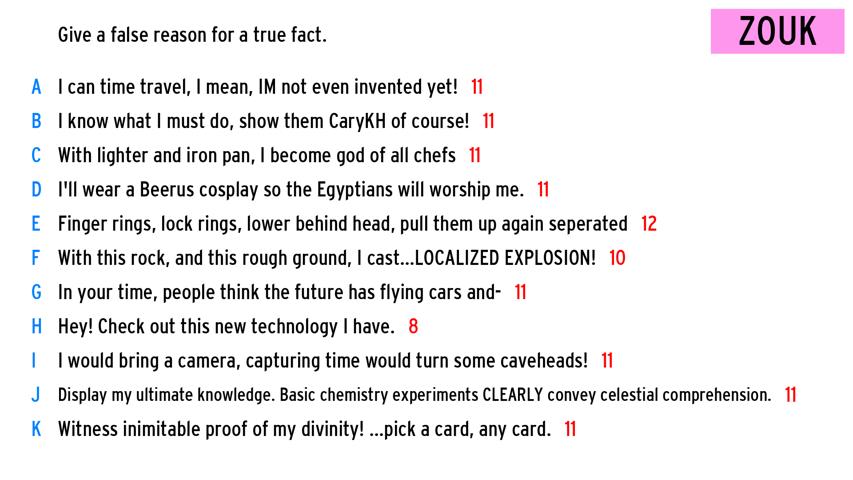 Give a false reason for a true fact.
ZOUK
A I can time travel, I mean, IM not even invented yet! 11
B I know what I must do, show them CaryKH of course! 11
C With lighter and iron pan, I become god of all chefs 11
D I'll wear a Beerus cosplay so the Egyptians will worship me. 11
E Finger rings, lock rings, lower behind head, pull them up again seperated 12
F With this rock, and this rough ground, I cast...LOCALIZED EXPLOSION! 10
G In your time, people think the future has flying cars and- 11
H Hey! Check out this new technology I have. 8
I I would bring a camera, capturing time would turn some caveheads! 11
J Display my ultimate knowledge. Basic chemistry experiments CLEARLY convey celestial comprehension. 11
K Witness inimitable proof of my divinity! ...pick a card, any card. 11